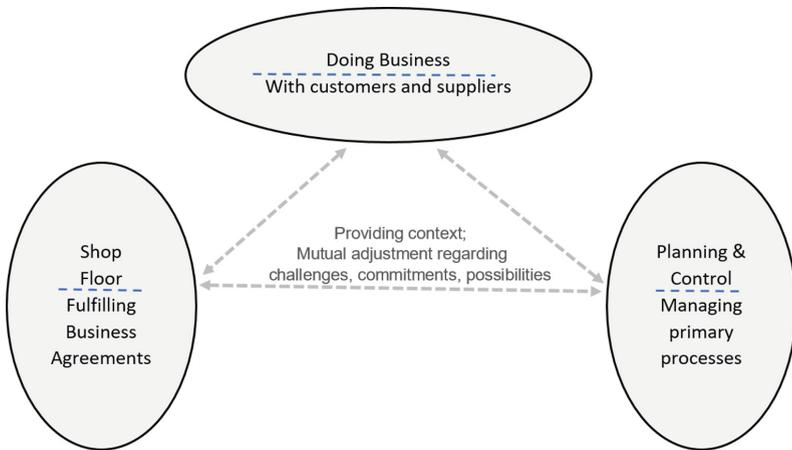 Doing Business
With customers and suppliers
Providing context;
Mutual adjustment regarding
challenges, commitments, possibilities
Shop
Floor
Fulfilling
Business
Agreements
Planning &
Control
Managing
primary
processes